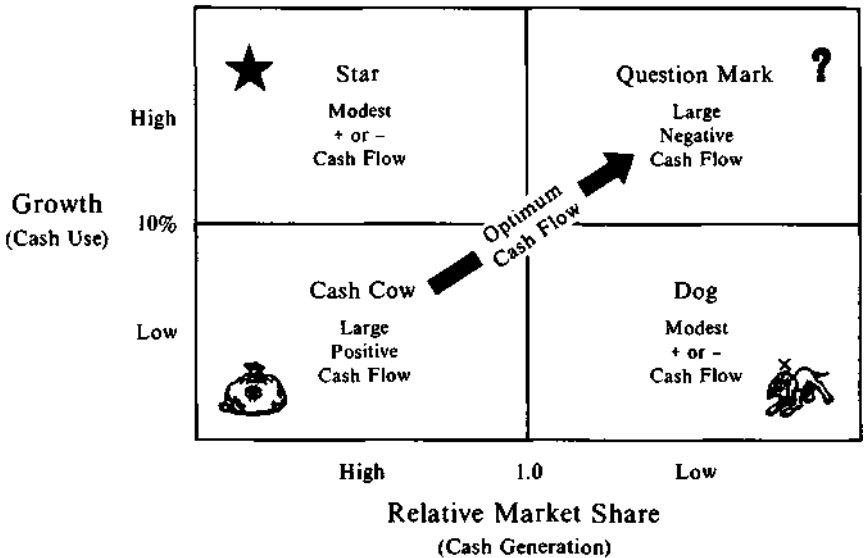 Star
Modest
+ or –
Cash Flow
Question Mark
?
Large
Negative
Cash Flow
High
Growth
(Cash Use)
10%
Low
Optimum
Cash Flow
Cash Cow
Large
Positive
Cash Flow
Dog
Modest
+ or –
Cash Flow
High
1.0
Low
Relative Market Share
(Cash Generation)